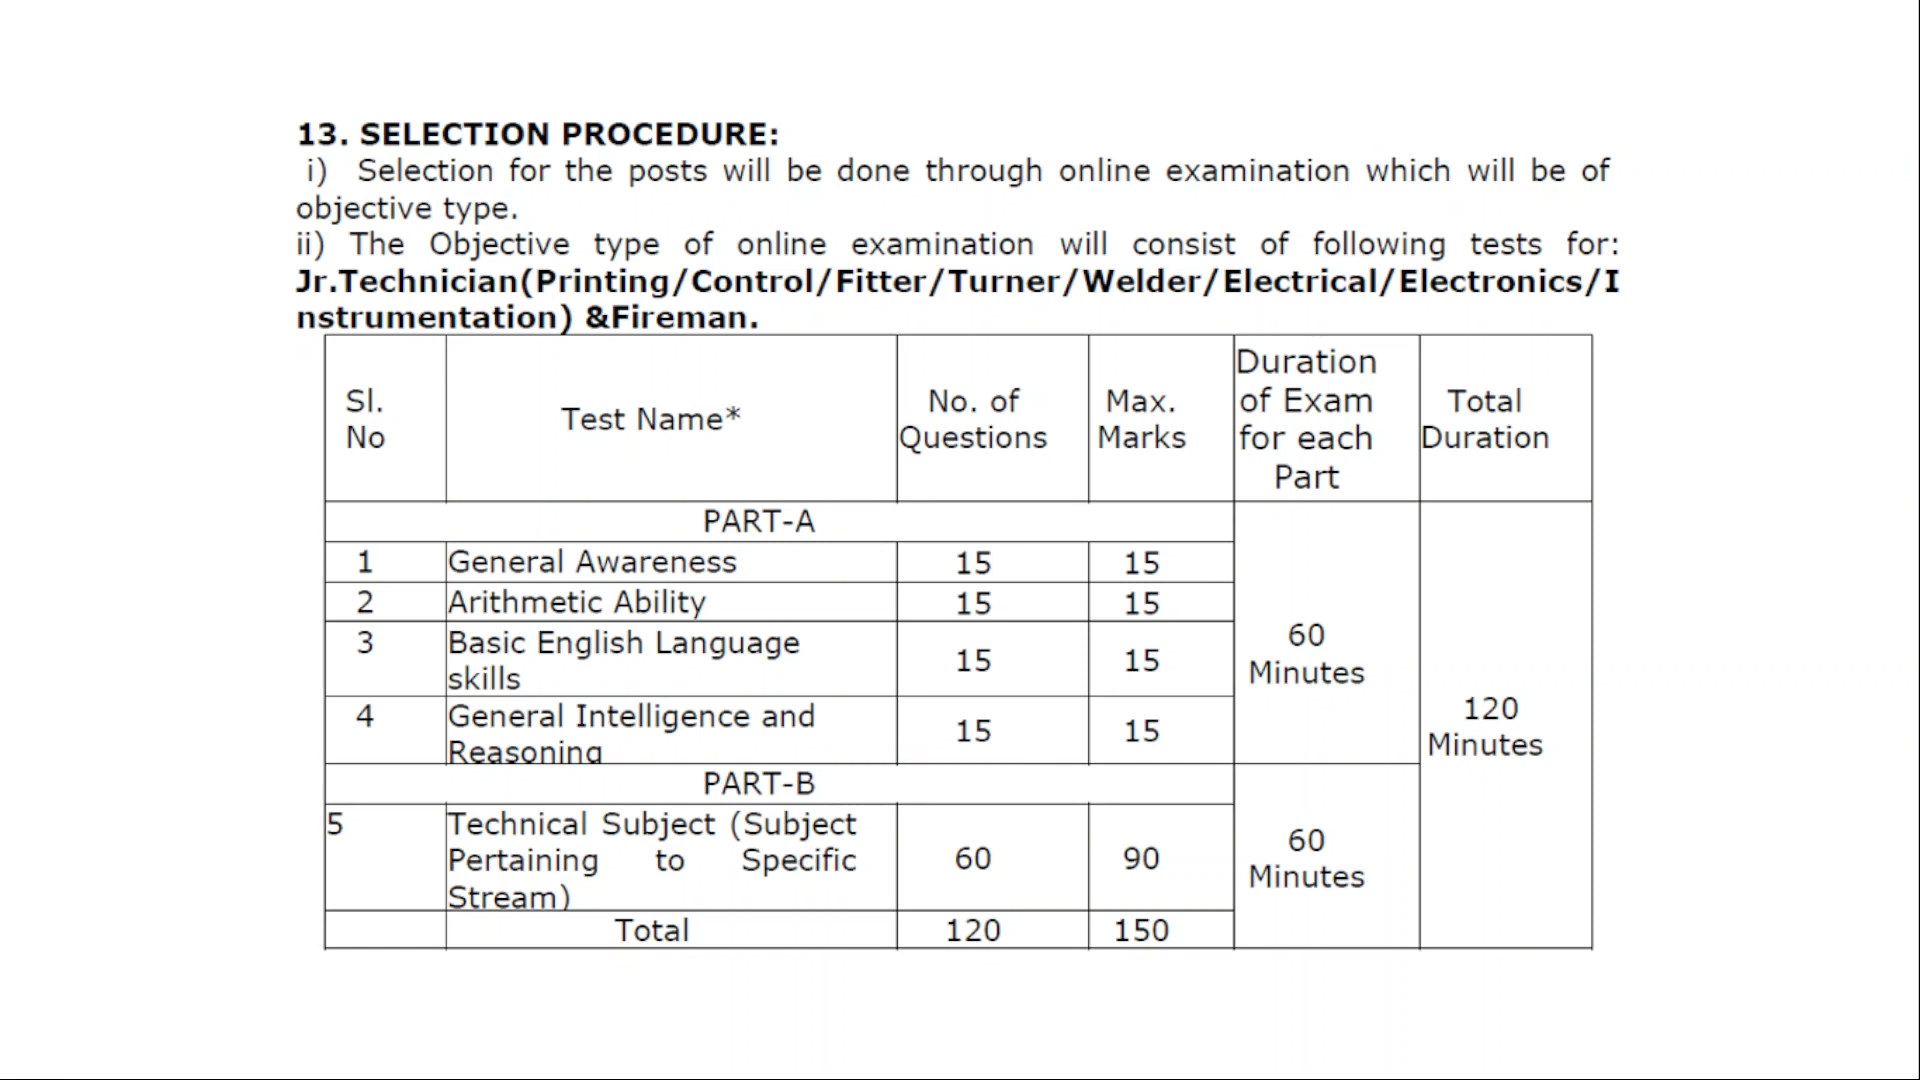 13. SELECTION PROCEDURE:
i) Selection for the posts will be done through online examination which will be of
objective type.
ii) The Objective type of online examination will consist of following tests for:
Jr.Technician(Printing/Control/Fitter/Turner/Welder/Electrical/Electronics/I
nstrumentation) &Fireman.
Sl. No | Test Name* | No. of Questions | Max. Marks | Duration of Exam for each Part | Total Duration
PART-A
1 General Awareness 15 15
2 Arithmetic Ability 15 15
3 Basic English Language
skills 15 15
60
Minutes
4 General Intelligence and
Reasoning 15 15
120
Minutes
PART-B
5 Technical Subject (Subject
Pertaining to Specific
Stream) 60 90
60
Minutes
Total 120 150